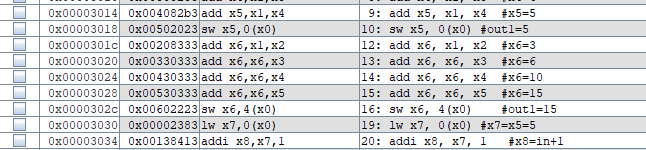 0x00003014 0x004082b3 add x5,x1,x4 9: add x5, x1, x4 #x5=5
0x00003018 0x00502023 sw x5,0(x0) 10: sw x5, 0(x0) #out1=5
0x0000301c 0x00208333 add x6,x1,x2 12: add x6, x1, x2 #x6=3
0x00003020 0x00330333 add x6,x6,x3 13: add x6, x6, x3 #x6=6
0x00003024 0x00430333 add x6,x6,x4 14: add x6, x6, x4 #x6=10
0x00003028 0x00530333 add x6,x6,x5 15: add x6, x6, x5 #x6=15
0x0000302c 0x00602223 sw x6,4(x0) 16: sw x6, 4(x0) #out1=15
0x00003030 0x00002383 lw x7,0(x0) 19: lw x7, 0(x0) #x7=x5=5
0x00003034 0x00138413 addi x8,x7,1 20: addi x8, x7, 1 #x8=in+1